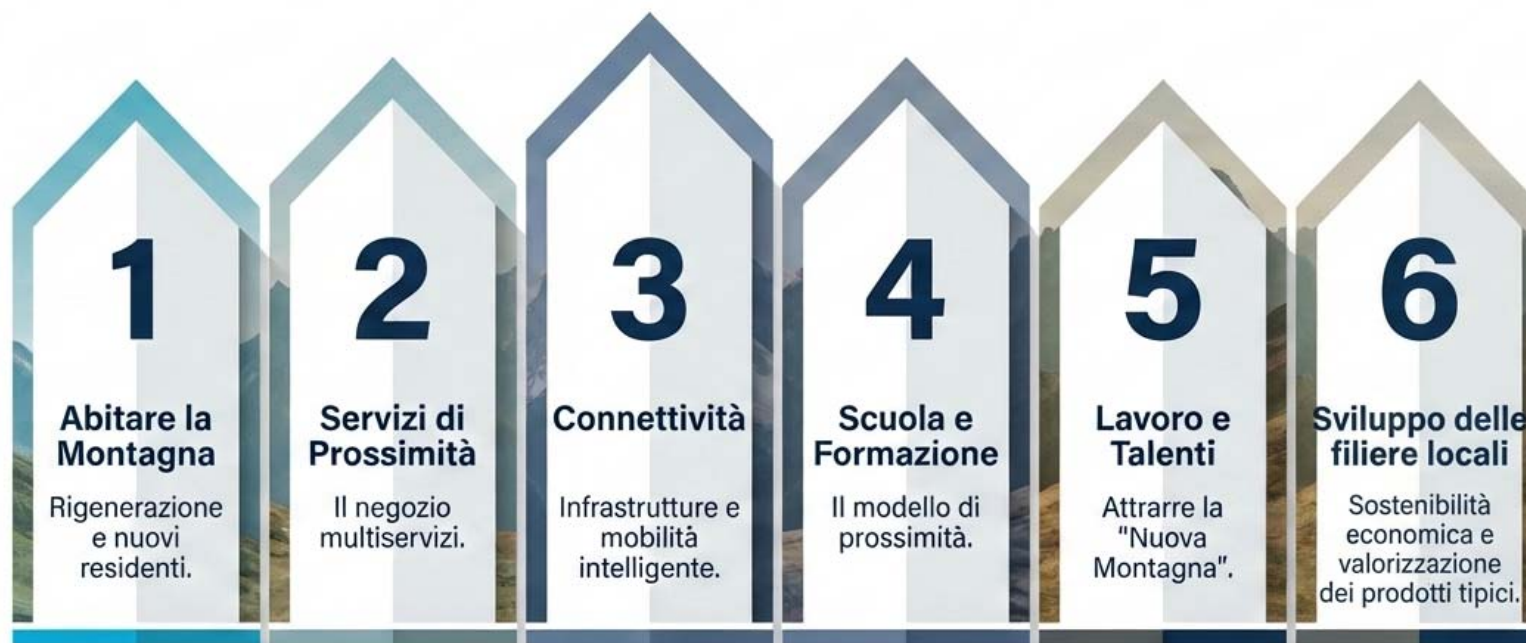 1
Abitare la
Montagna
Rigenerazione
e nuovi
residenti.
2
Servizi di
Prossimità
Il negozio
multiservizi.
3
Connettività
Infrastrutture e
mobilità
intelligente.
4
Scuola e
Formazione
Il modello di
prossimità.
5
Lavoro e
Talenti
Attrarre la
"Nuova
Montagna".
6
Sviluppo delle
filiere locali
Sostenibilità
economica e
valorizzazione
dei prodotti tipici.